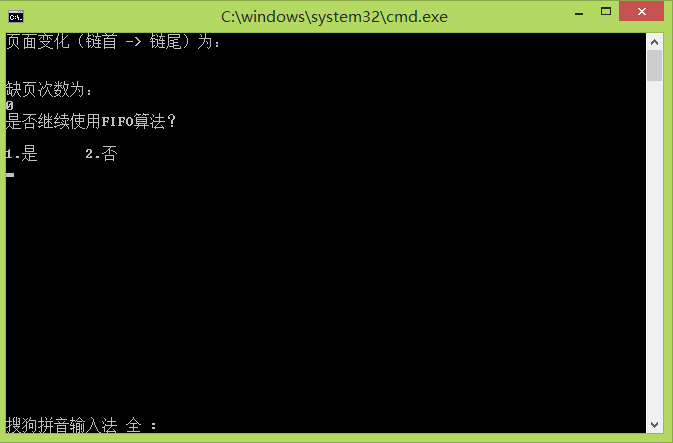 C:\windows\system32\cmd.exe
页面变化（链首 -> 链尾）为：
缺页次数为：
0
是否继续使用FIFO算法？
1.是 2.否
搜狗拼音输入法 全 ：